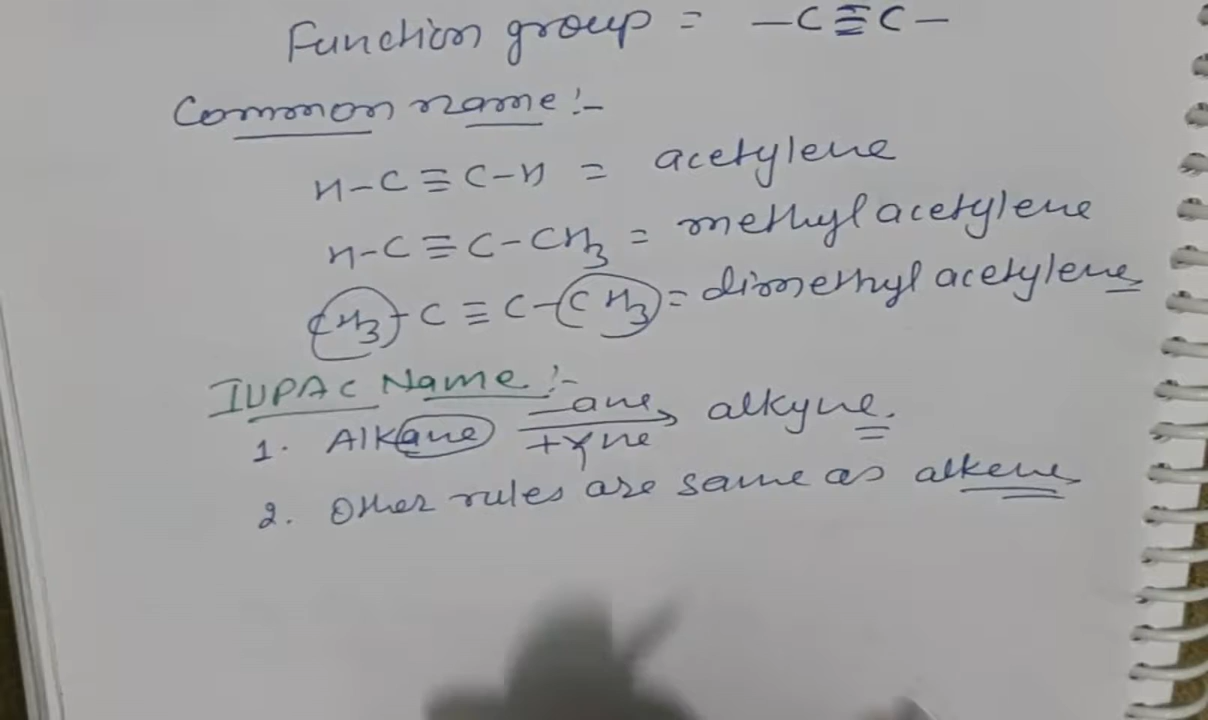 Function group = -C≡C-
Common name :-
H-C≡C-H = acetylene
H-C≡C-CH3 = methyl acetylene
CH3-C≡C-CH3 = dimethyl acetylene
IUPAC Name :-
1. Alkane -ane +yne → alkyne.
2. Other rules are same as alkene